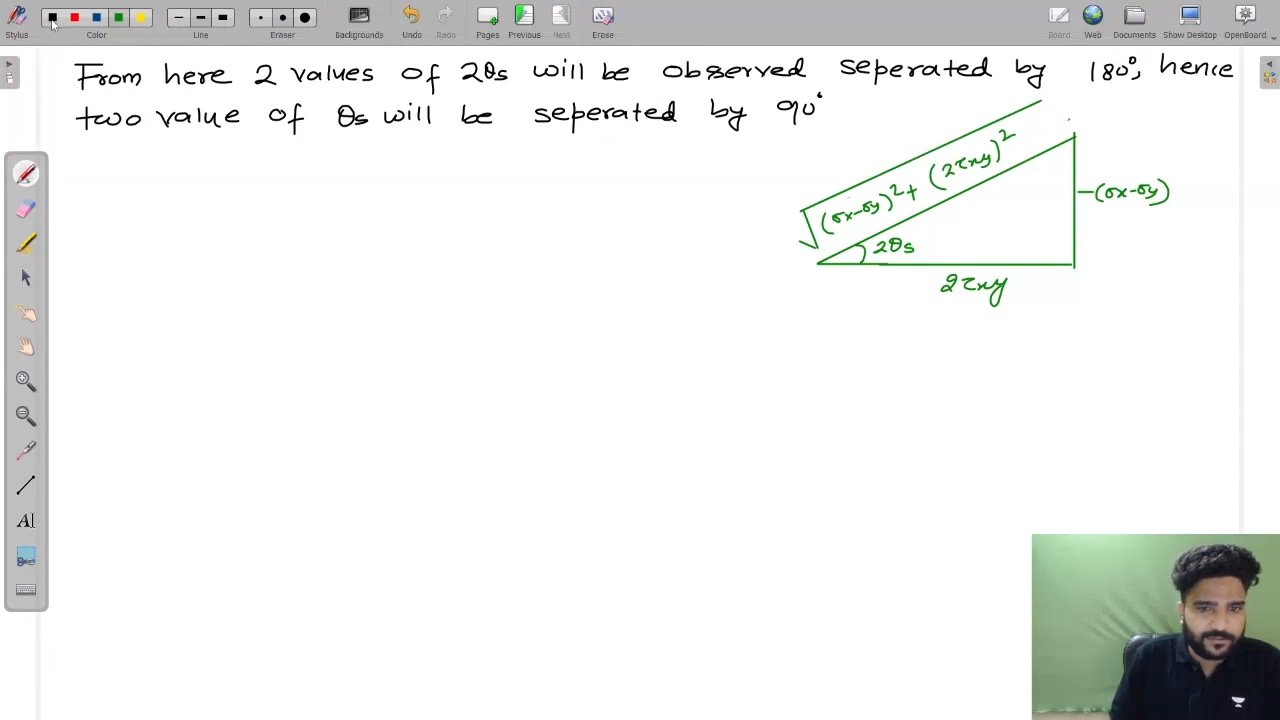 Stylus
Color
Line
Eraser
Backgrounds
Undo
Redo
Pages
Previous
Next
Erase
Board
Web
Documents
Show Desktop
OpenBoard
From here 2 values of 2θs will be observed seperated by 180°, hence
two value of θs will be seperated by 90°
√(σx-σy)² + (2τxy)²
-(σx-σy)
2θs
2τxy
AI